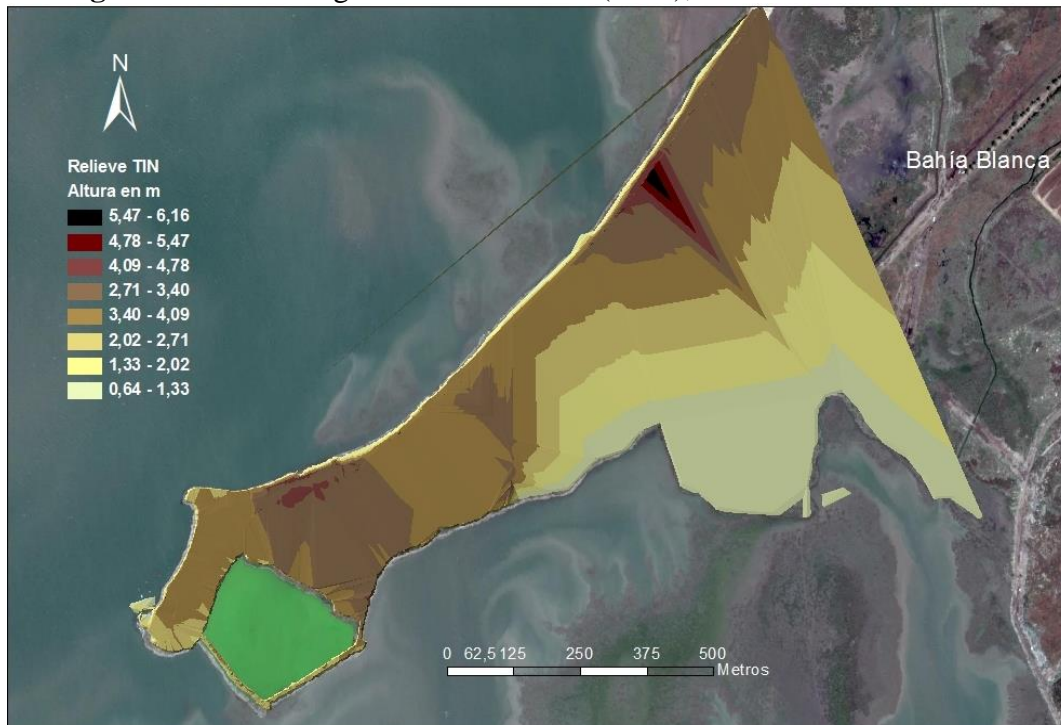 N
Relieve TIN
Altura en m
5,47 - 6,16
4,78 - 5,47
4,09 - 4,78
2,71 - 3,40
3,40 - 4,09
2,02 - 2,71
1,33 - 2,02
0,64 - 1,33
Bahía Blanca
0 62,5 125 250 375 500
Metros